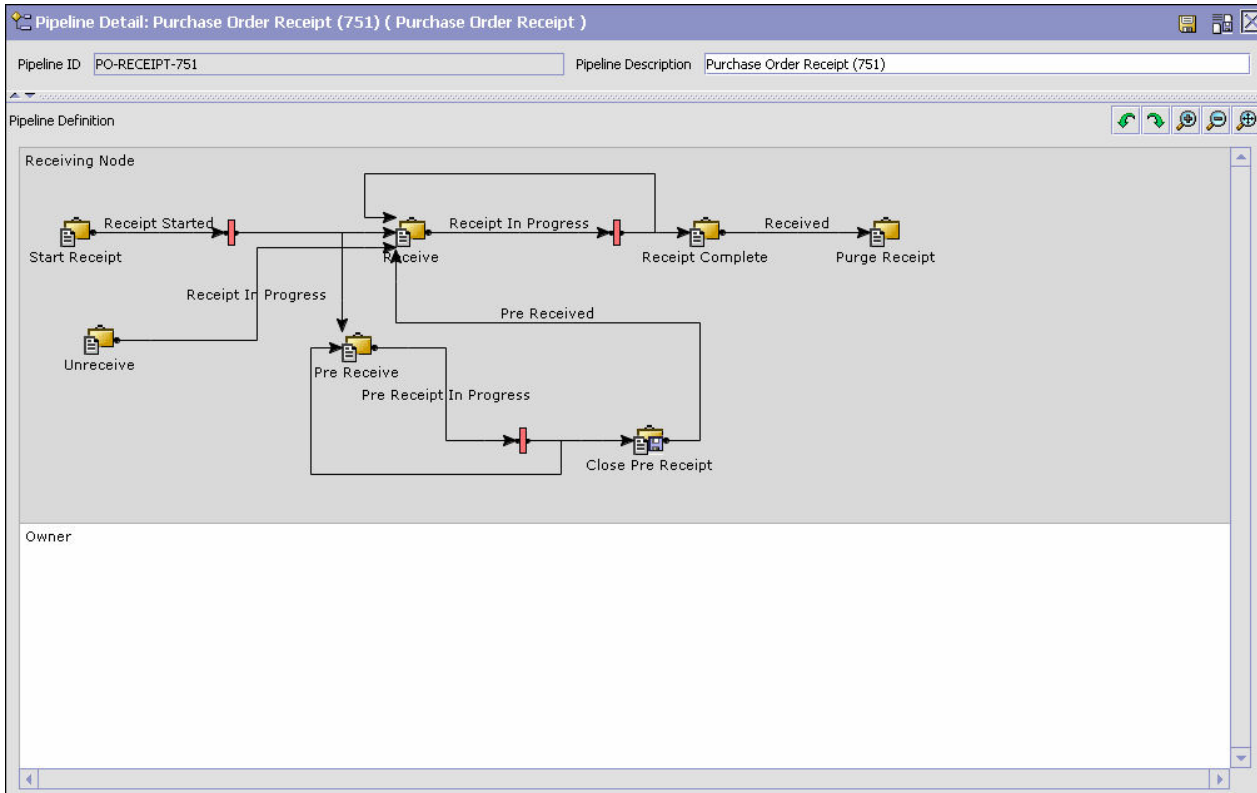 Pipeline Detail: Purchase Order Receipt (751) ( Purchase Order Receipt )
Pipeline ID PO-RECEIPT-751 Pipeline Description Purchase Order Receipt (751)
Pipeline Definition
Receiving Node
Receipt Started
Receipt In Progress
Received
Start Receipt
Receive
Receipt Complete
Purge Receipt
Receipt In Progress
Pre Received
Unreceive
Pre Receive
Pre Receipt In Progress
Close Pre Receipt
Owner